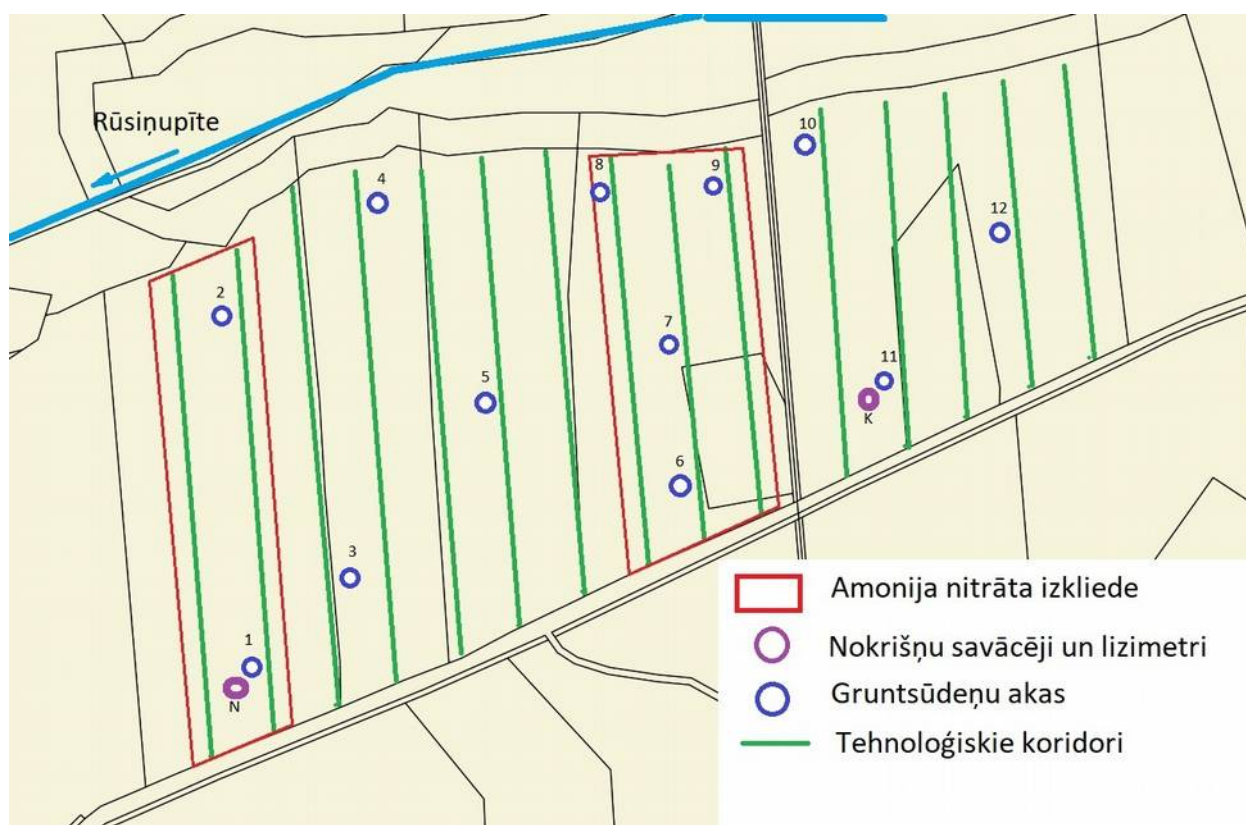 Rūsiņupīte
10
8
9
4
12
2
7
5
11
K
6
3
1
N
Amonija nitrāta izkliede
Nokrišņu savācēji un lizimetri
Gruntsūdeņu akas
Tehnoloģiskie koridori